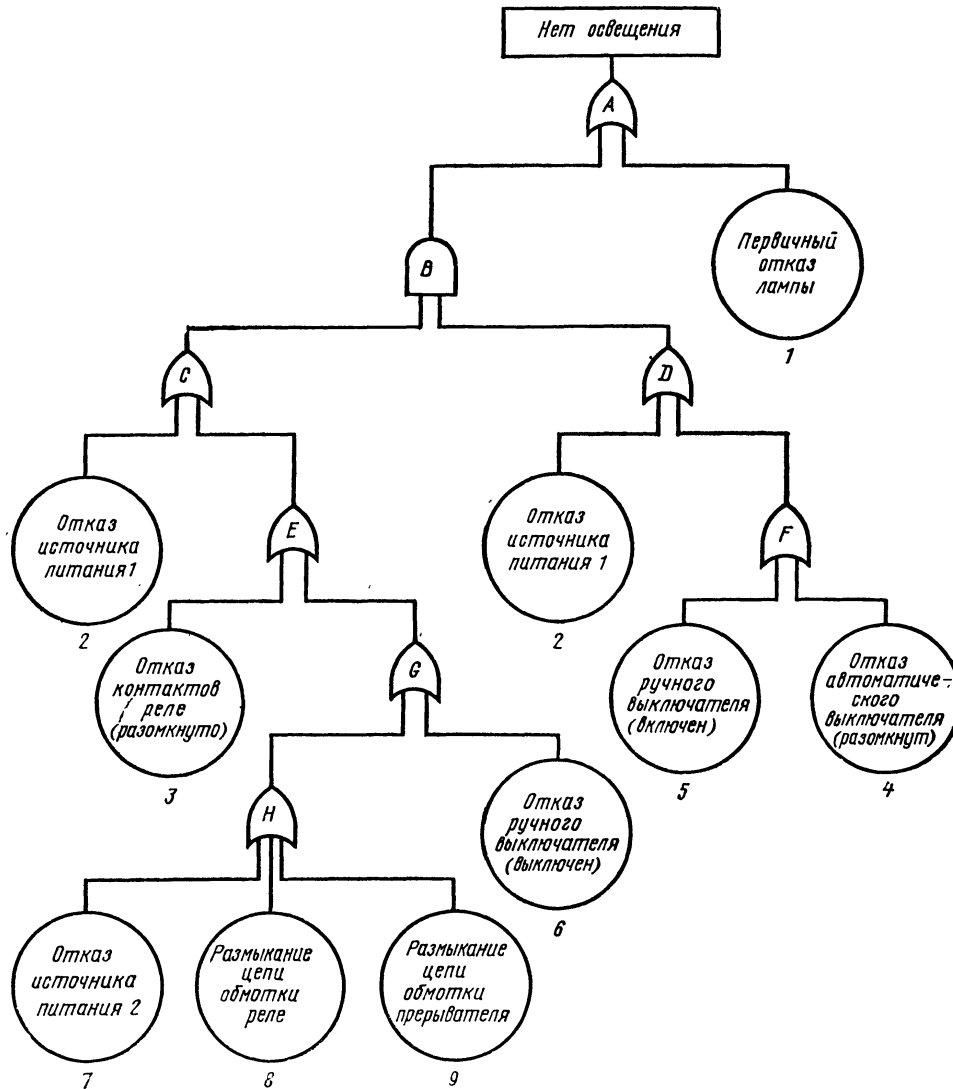 Нет освещения
A
Первичный
отказ
лампы
1
B
C
D
Отказ
источника
питания 1
2
E
Отказ
источника
питания 1
2
F
Отказ
контактов
реле
(разомкнуто)
3
G
Отказ
ручного
выключателя
(включен)
5
Отказ
автоматиче-
ского
выключателя
(разомкнут)
4
H
Отказ
ручного
выключателя
(выключен)
6
Отказ
источника
питания 2
7
Размыкание
цепи
обмотки
реле
8
Размыкание
цепи
обмотки
прерывателя
9